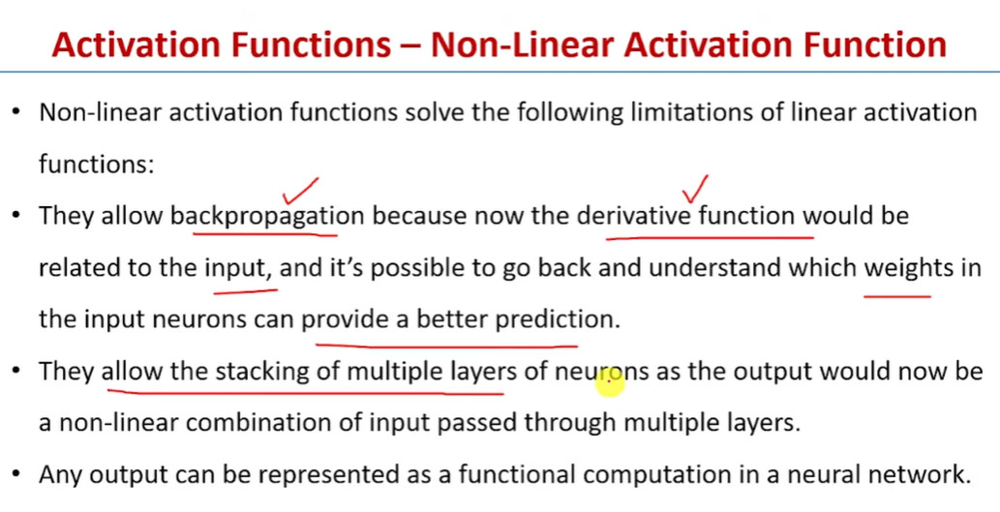 Activation Functions – Non-Linear Activation Function
• Non-linear activation functions solve the following limitations of linear activation
functions:
• They allow backpropagation because now the derivative function would be
related to the input, and it’s possible to go back and understand which weights in
the input neurons can provide a better prediction.
• They allow the stacking of multiple layers of neurons as the output would now be
a non-linear combination of input passed through multiple layers.
• Any output can be represented as a functional computation in a neural network.